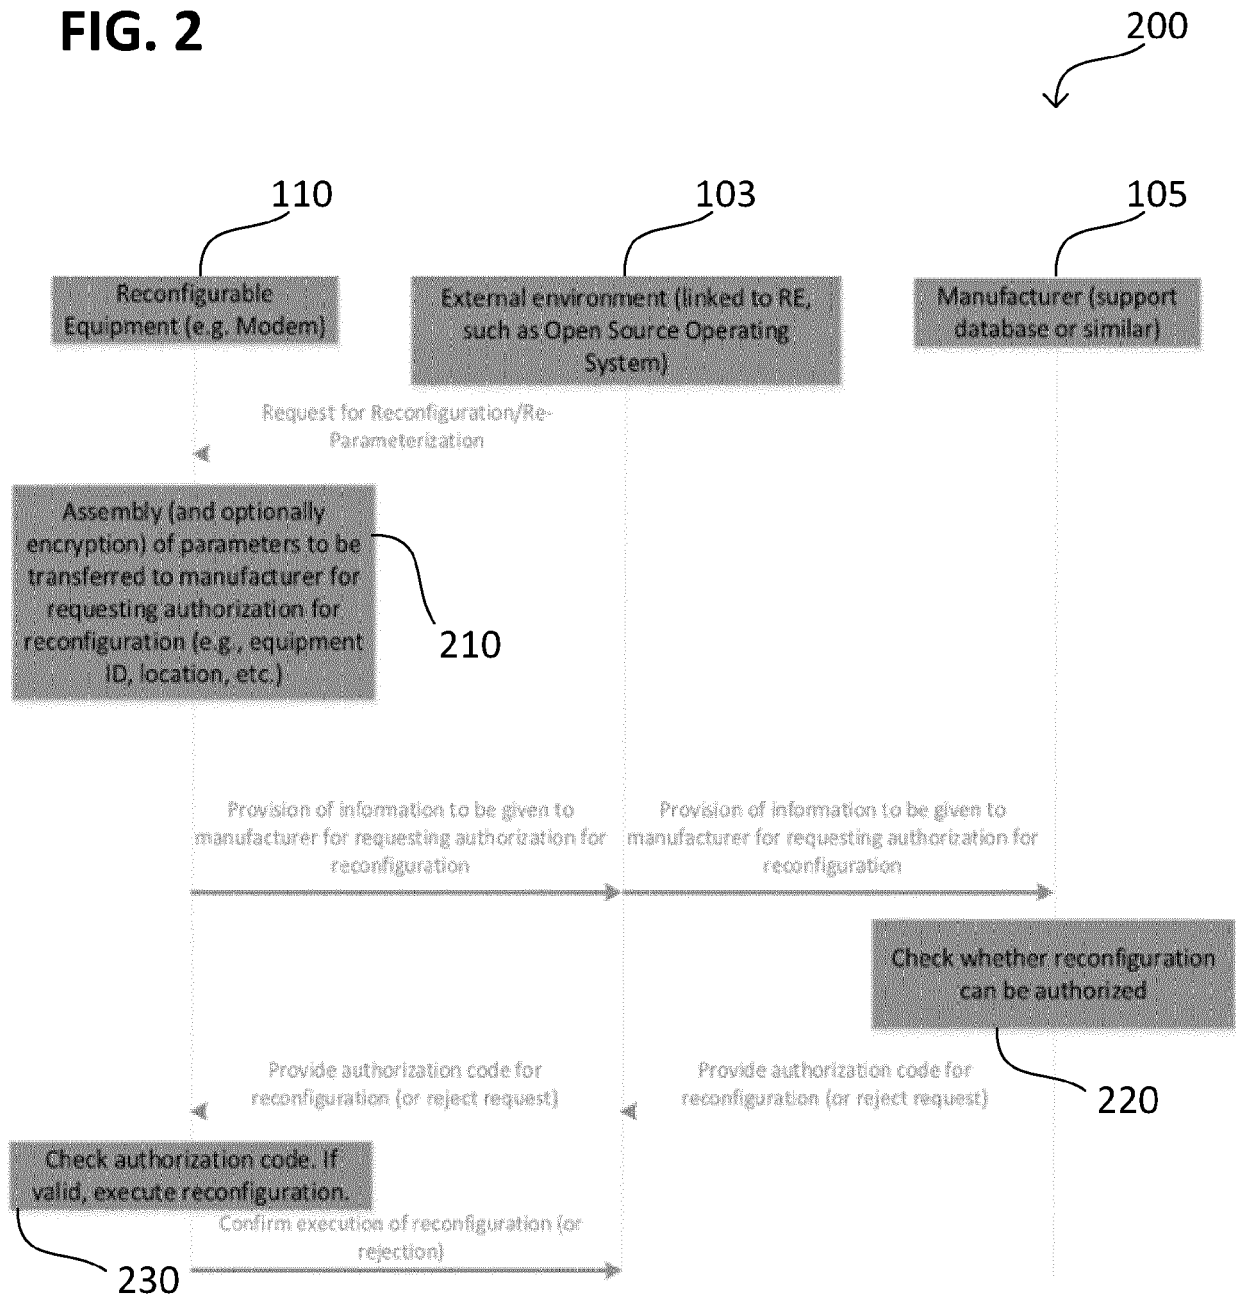 FIG. 2
200
110
103
105
Reconfigurable
Equipment (e.g. Modem)
External environment (linked to RE,
such as Open Source Operating
System)
Manufacturer (support
database or similar)
Request for Reconfiguration/Re-
Parameterization
Assembly (and optionally
encryption) of parameters to be
transferred to manufacturer for
requesting authorization for
reconfiguration (e.g., equipment
ID, location, etc.)
210
Provision of information to be given to
manufacturer for requesting authorization for
reconfiguration
Provision of information to be given to
manufacturer for requesting authorization for
reconfiguration
Check whether reconfiguration
can be authorized
220
Provide authorization code for
reconfiguration (or reject request)
Provide authorization code for
reconfiguration (or reject request)
Check authorization code. If
valid, execute reconfiguration.
230
Confirm execution of reconfiguration (or
rejection)